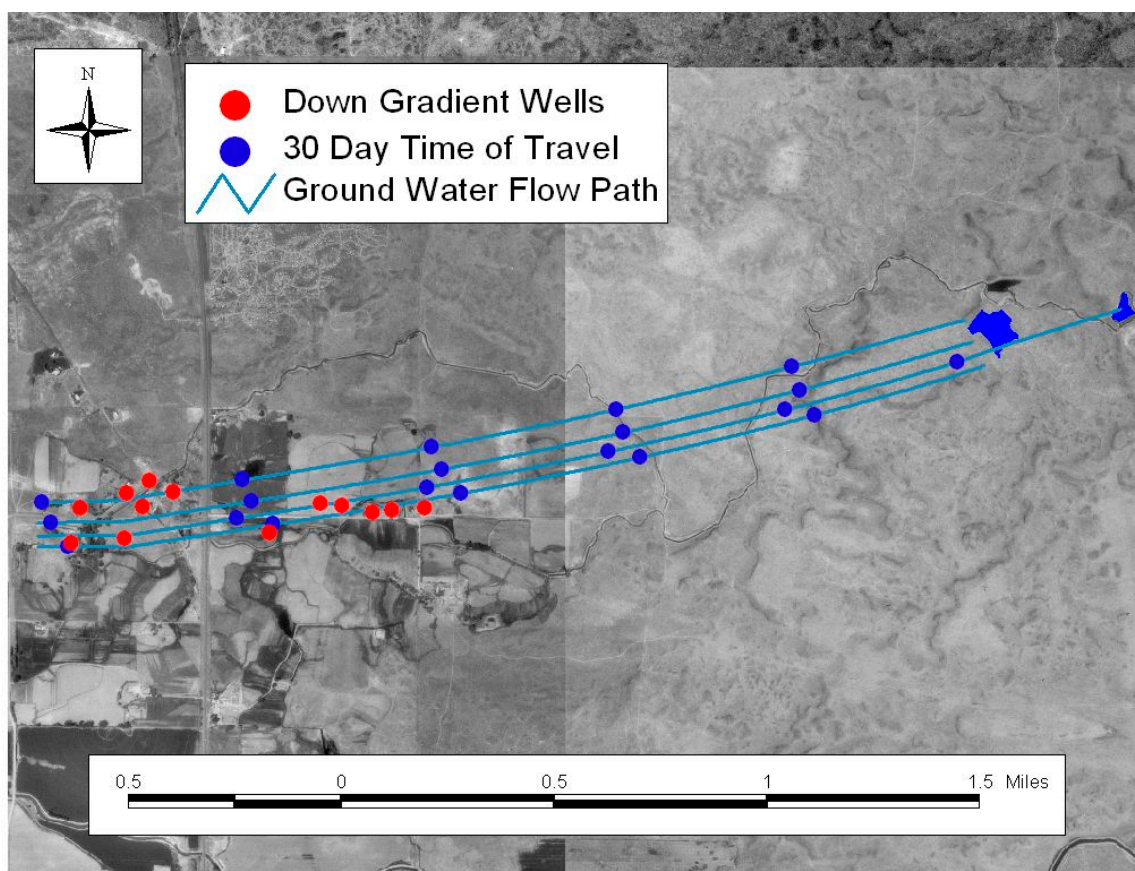 N
Down Gradient Wells
30 Day Time of Travel
Ground Water Flow Path
0.5 0 0.5 1 1.5 Miles